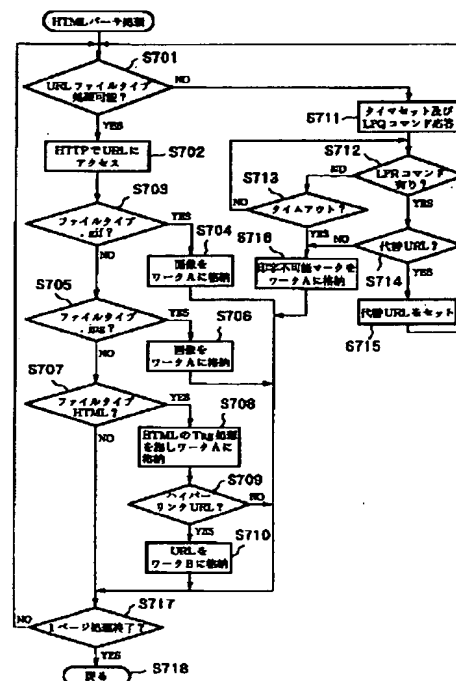 HTMLパーサ処理
S701
URLファイルタイプ
処理可能?
NO
YES
S702
HTTPでURLに
アクセス
S703
ファイルタイプ
.gif?
YES
NO
S704
画像を
ワークAに格納
S705
ファイルタイプ
.jpg?
YES
NO
S706
画像を
ワークAに格納
S707
ファイルタイプ
HTML?
YES
NO
S708
HTMLのTag処理
を施しワークAに
格納
S709
ハイパー
リンクURL?
NO
YES
S710
URLを
ワークBに格納
S711
タイマセット及び
LPQコマンド応答
S712
LPRコマンド
有り?
NO
YES
S713
タイムアウト?
NO
YES
S714
代替URL?
NO
YES
S715
代替URLをセット
S716
印字不可能マークを
ワークAに格納
S717
1ページ処理終了?
NO
YES
戻る
S718